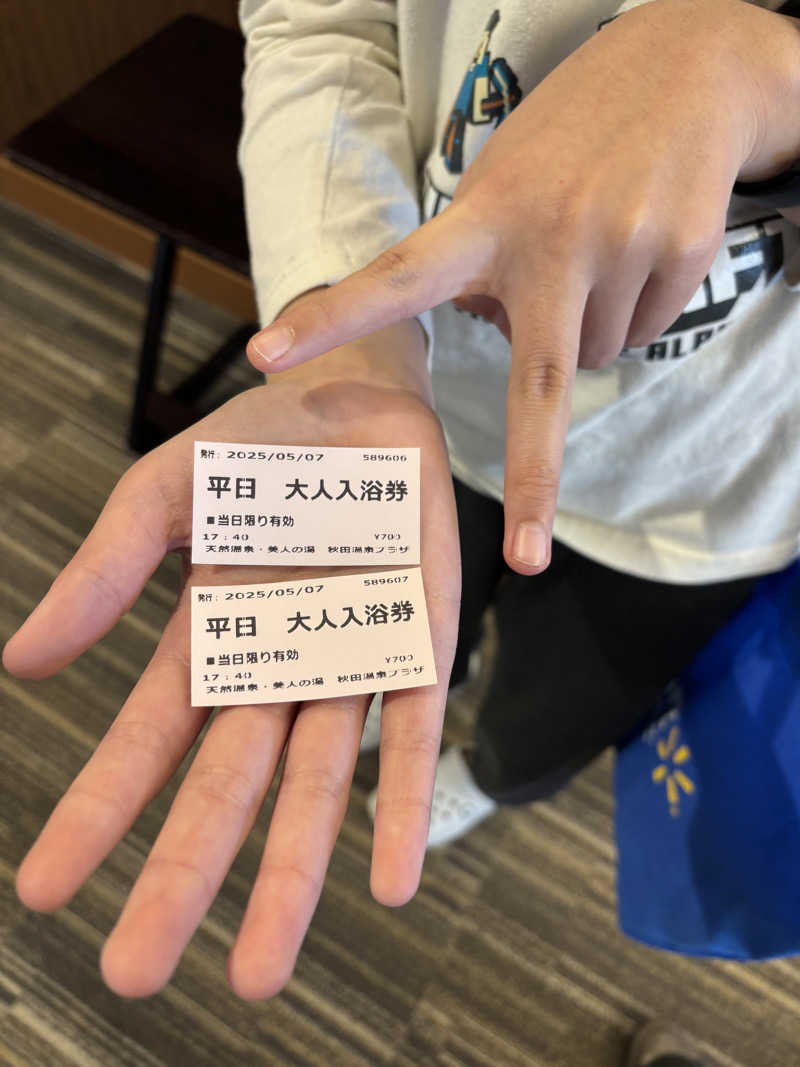 発行: 2025/05/07 589606
平日 大人入浴券
■当日限り有効
17:40 ¥700
天然温泉・美人の湯 秋田温泉プラザ
発行: 2025/05/07 589607
平日 大人入浴券
■当日限り有効
17:40 ¥700
天然温泉・美人の湯 秋田温泉プラザ